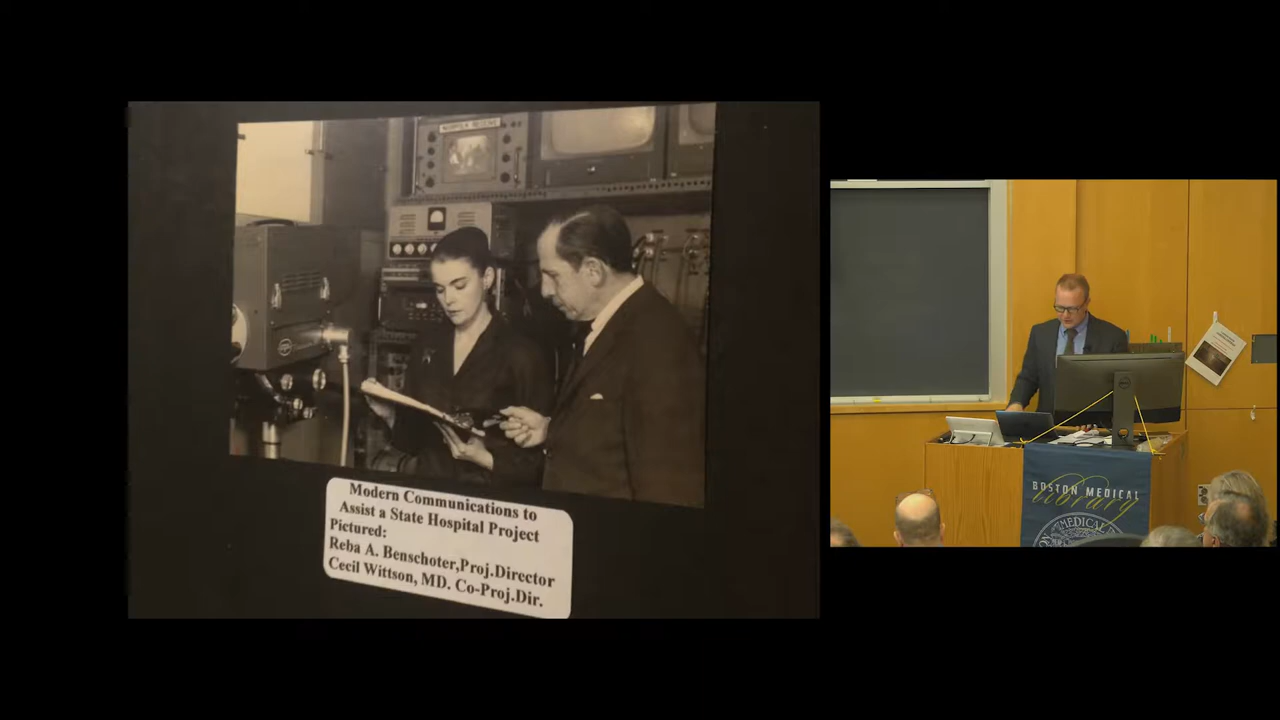 Modern Communications to
Assist a State Hospital Project
Pictured:
Reba A. Benschoter,Proj.Director
Cecil Wittson, MD. Co-Proj.Dir.
BOSTON MEDICAL
library
MEDICAL